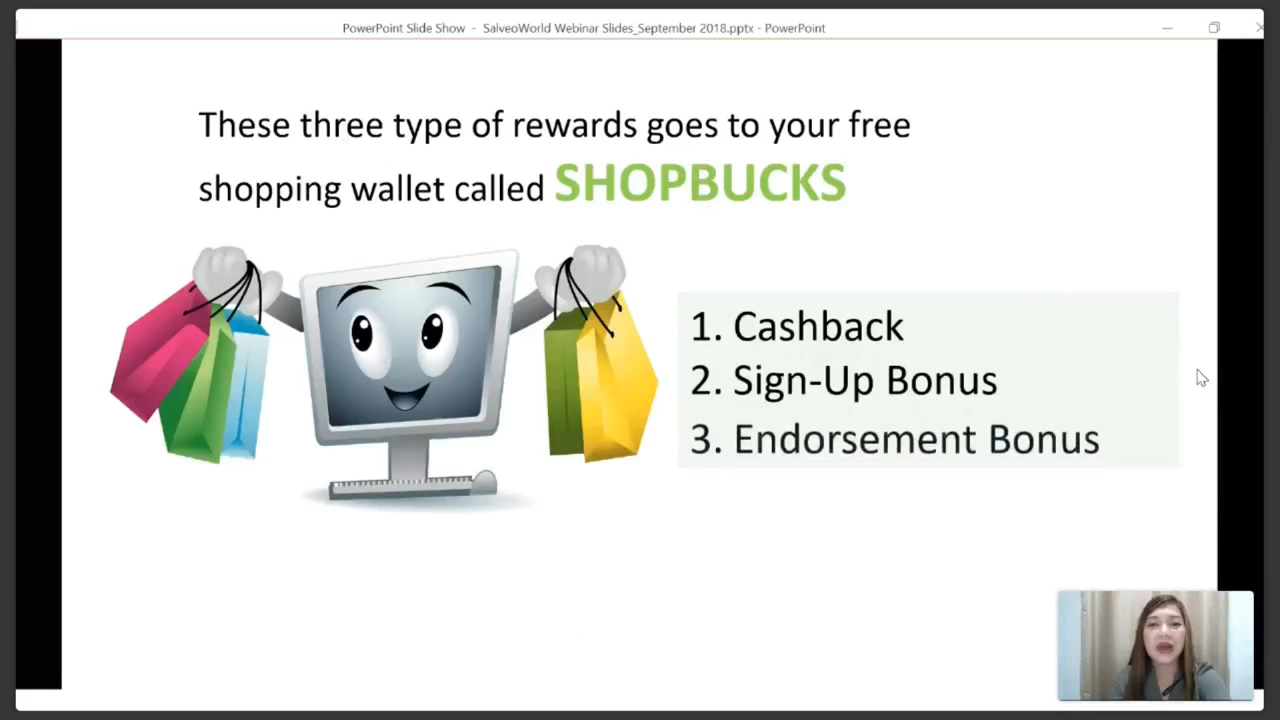 PowerPoint Slide Show - SalveoWorld Webinar Slides_September 2018.pptx - PowerPoint
These three type of rewards goes to your free
shopping wallet called SHOPBUCKS
1. Cashback
2. Sign-Up Bonus
3. Endorsement Bonus